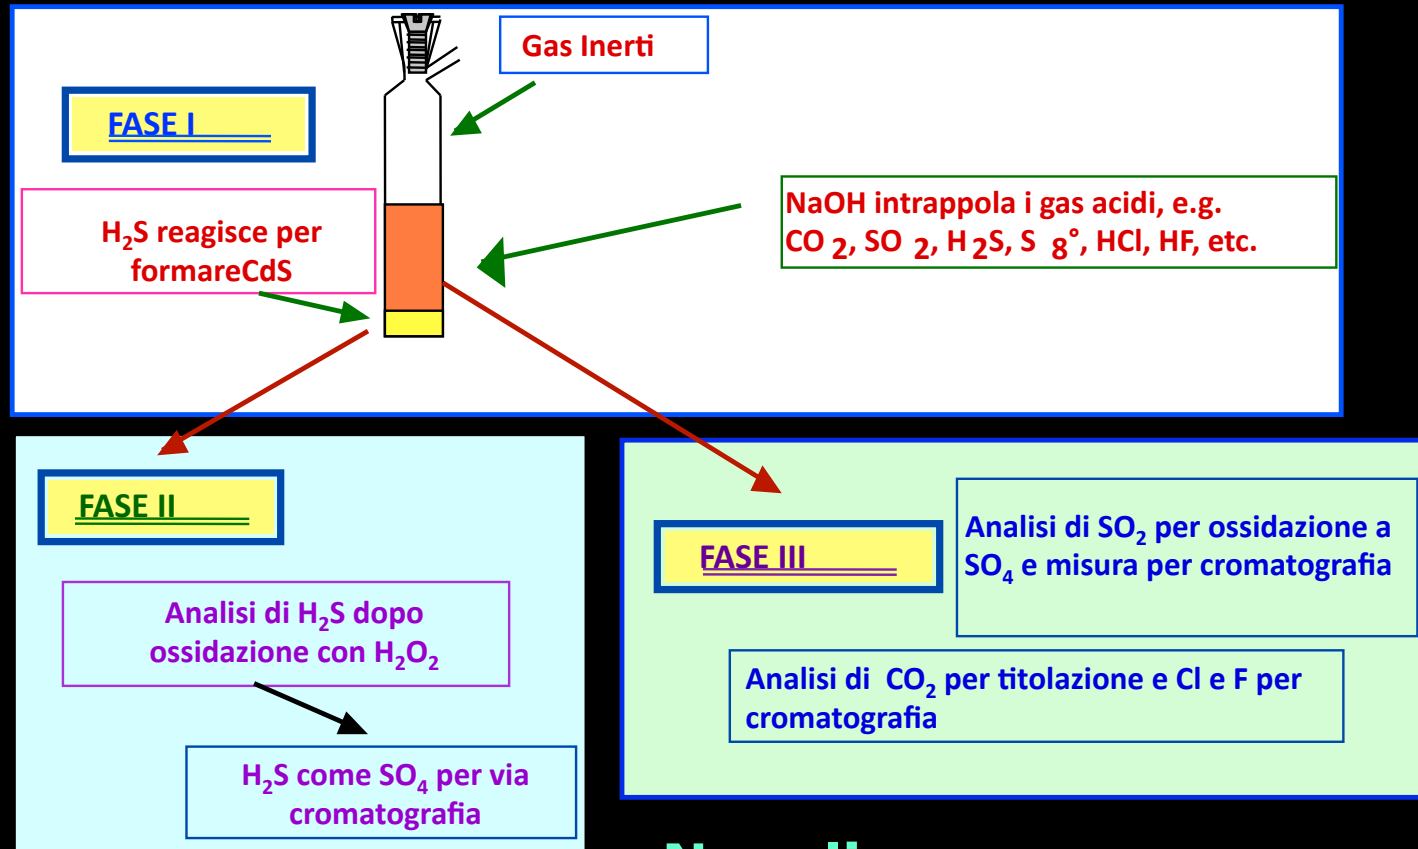 Gas Inerti
FASE I
H₂S reagisce per
formareCdS
NaOH intrappola i gas acidi, e.g.
CO ₂, SO ₂, H ₂S, S ₈°, HCl, HF, etc.
FASE II
Analisi di H₂S dopo
ossidazione con H₂O₂
H₂S come SO₄ per via
cromatografia
FASE III
Analisi di SO₂ per ossidazione a
SO₄ e misura per cromatografia
Analisi di CO₂ per titolazione e Cl e F per
cromatografia